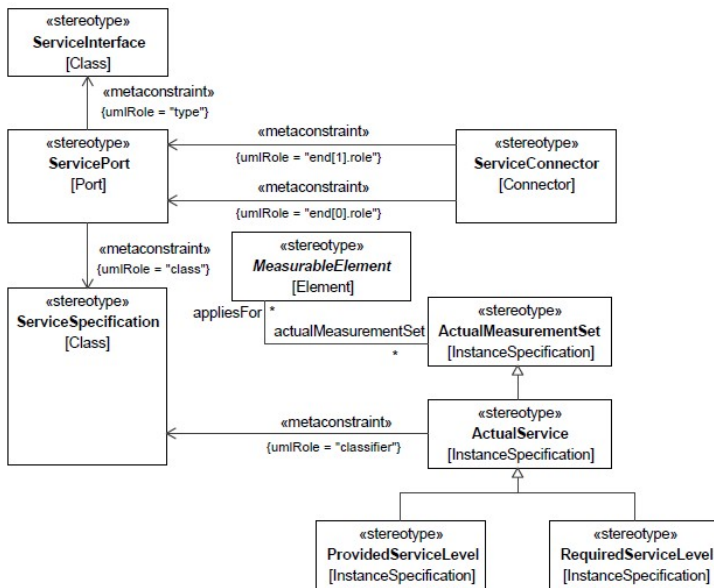 «stereotype»
ServiceInterface
[Class]
«metaconstraint»
{umlRole = "type"}
«stereotype»
ServicePort
[Port]
«metaconstraint»
{umlRole = "end[1].role"}
«metaconstraint»
{umlRole = "end[0].role"}
«stereotype»
ServiceConnector
[Connector]
«metaconstraint»
{umlRole = "class"}
«stereotype»
MeasurableElement
[Element]
appliesFor *
actualMeasurementSet
*
«stereotype»
ServiceSpecification
[Class]
«stereotype»
ActualMeasurementSet
[InstanceSpecification]
«metaconstraint»
{umlRole = "classifier"}
«stereotype»
ActualService
[InstanceSpecification]
«stereotype»
ProvidedServiceLevel
[InstanceSpecification]
«stereotype»
RequiredServiceLevel
[InstanceSpecification]